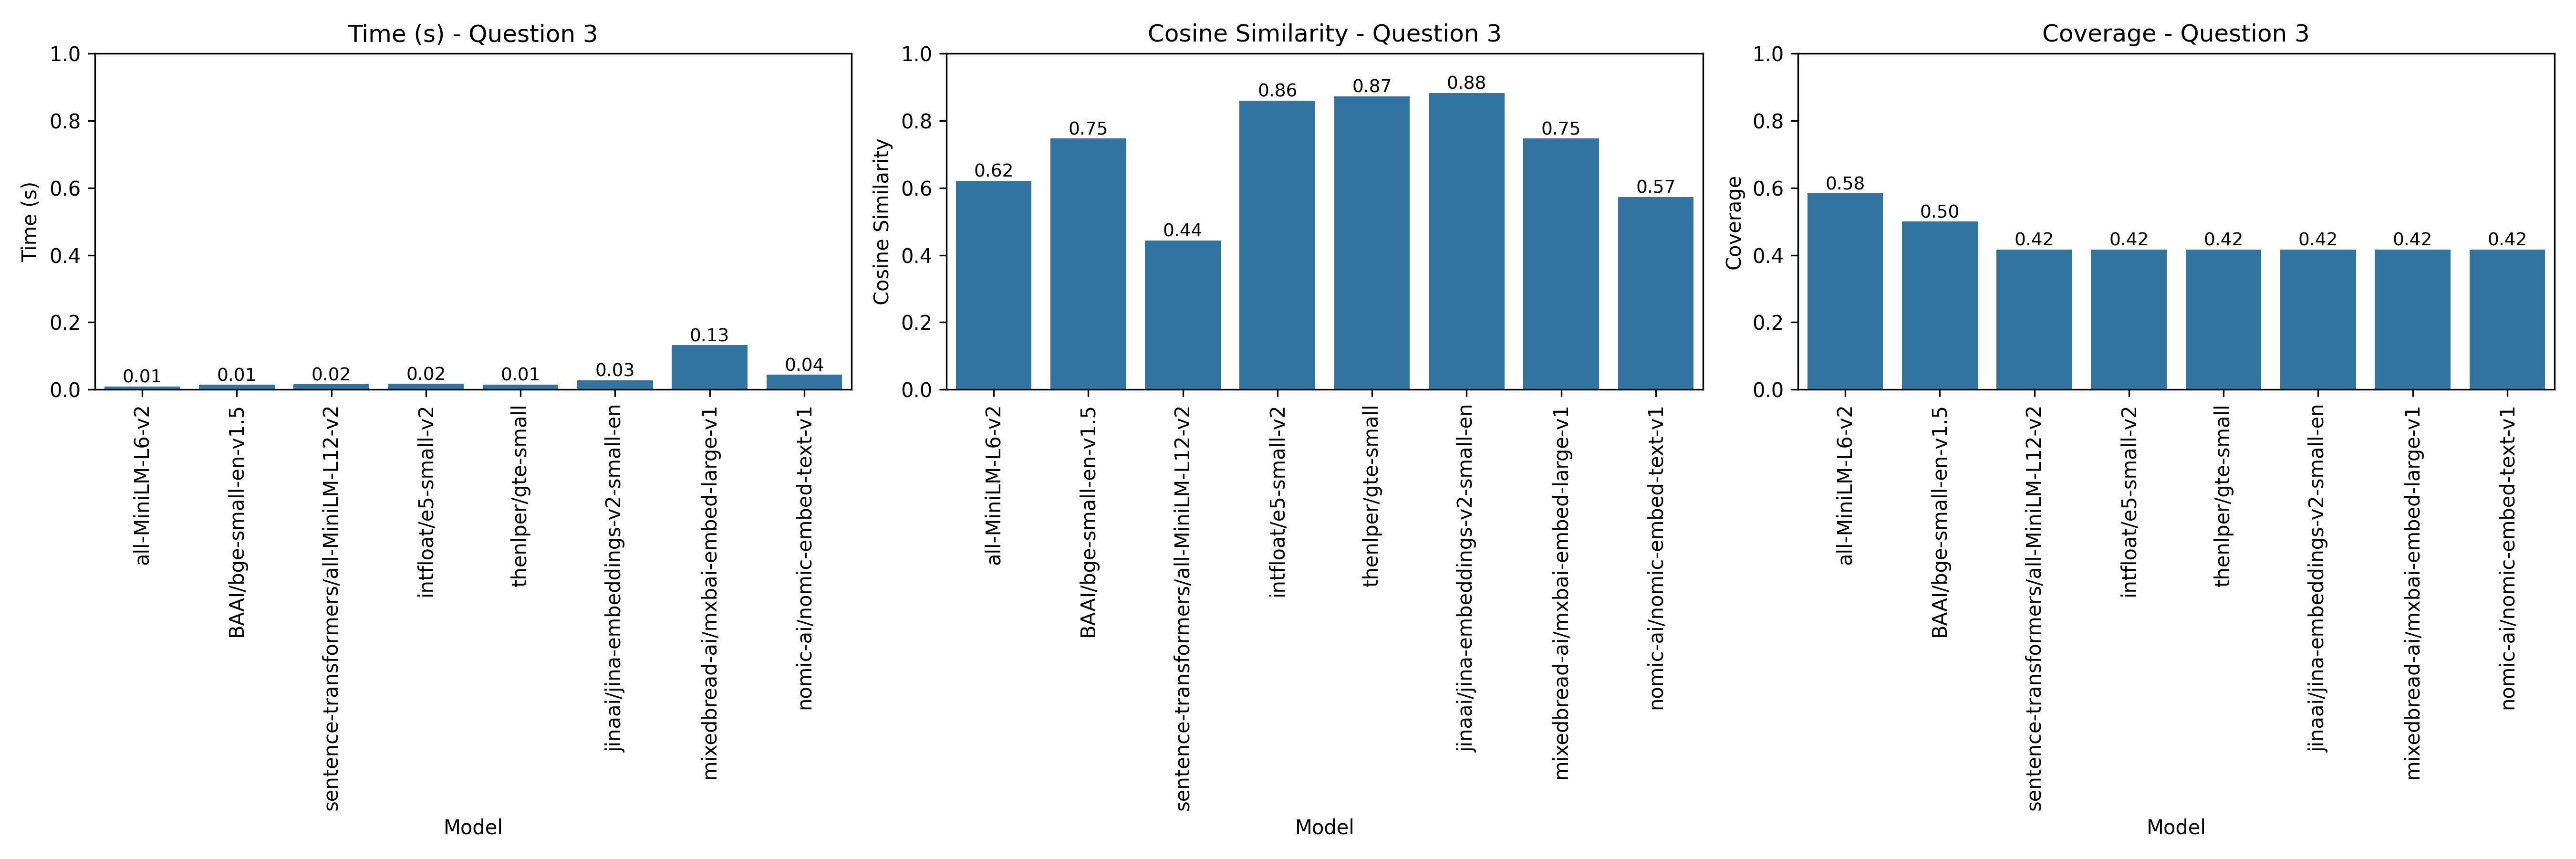 Time (s) - Question 3
Time (s)
1.0
0.8
0.6
0.4
0.2
0.0
0.01
0.01
0.02
0.02
0.01
0.03
0.13
0.04
all-MiniLM-L6-v2
BAAI/bge-small-en-v1.5
sentence-transformers/all-MiniLM-L12-v2
intfloat/e5-small-v2
thenlper/gte-small
jinaai/jina-embeddings-v2-small-en
mixedbread-ai/mxbai-embed-large-v1
nomic-ai/nomic-embed-text-v1
Model
Cosine Similarity - Question 3
Cosine Similarity
1.0
0.8
0.6
0.4
0.2
0.0
0.62
0.75
0.44
0.86
0.87
0.88
0.75
0.57
all-MiniLM-L6-v2
BAAI/bge-small-en-v1.5
sentence-transformers/all-MiniLM-L12-v2
intfloat/e5-small-v2
thenlper/gte-small
jinaai/jina-embeddings-v2-small-en
mixedbread-ai/mxbai-embed-large-v1
nomic-ai/nomic-embed-text-v1
Model
Coverage - Question 3
Coverage
1.0
0.8
0.6
0.4
0.2
0.0
0.58
0.50
0.42
0.42
0.42
0.42
0.42
0.42
all-MiniLM-L6-v2
BAAI/bge-small-en-v1.5
sentence-transformers/all-MiniLM-L12-v2
intfloat/e5-small-v2
thenlper/gte-small
jinaai/jina-embeddings-v2-small-en
mixedbread-ai/mxbai-embed-large-v1
nomic-ai/nomic-embed-text-v1
Model